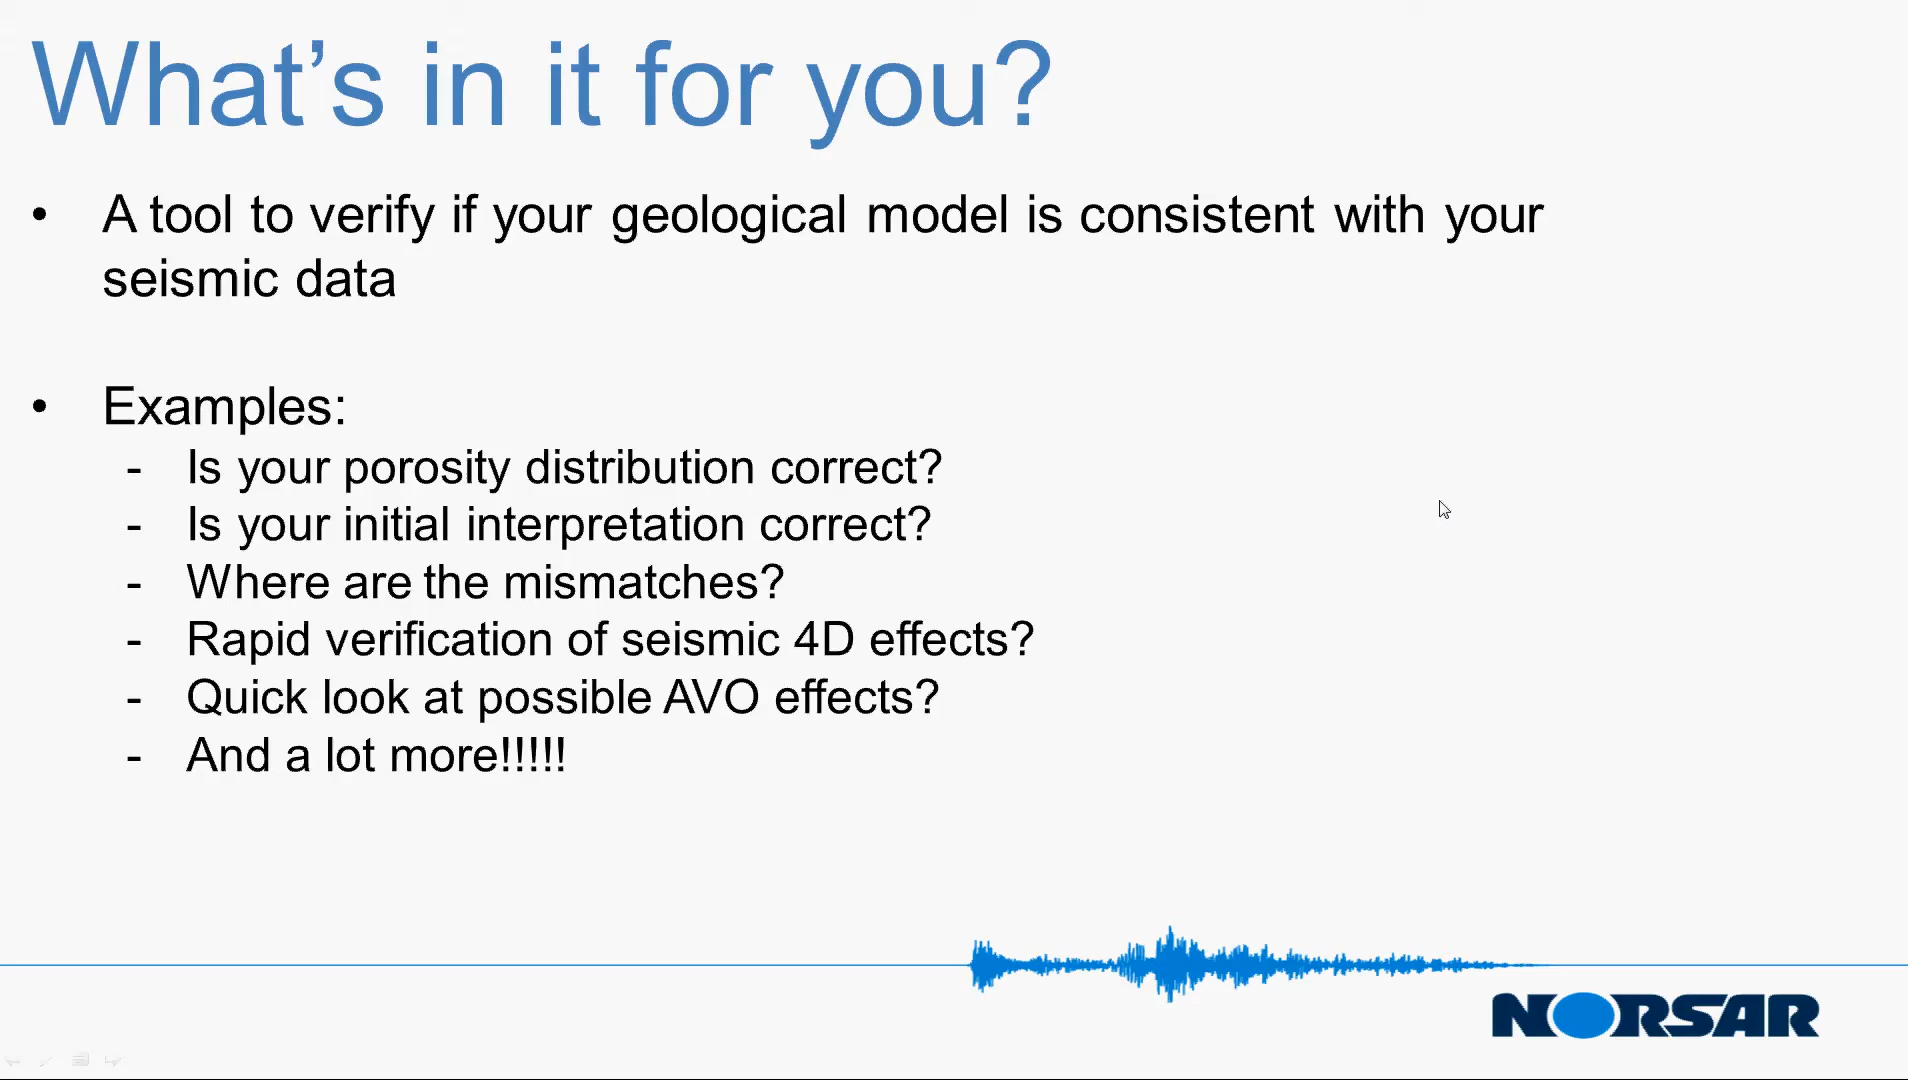 What’s in it for you?
• A tool to verify if your geological model is consistent with your
seismic data
• Examples:
- Is your porosity distribution correct?
- Is your initial interpretation correct?
- Where are the mismatches?
- Rapid verification of seismic 4D effects?
- Quick look at possible AVO effects?
- And a lot more!!!!!
NORSAR